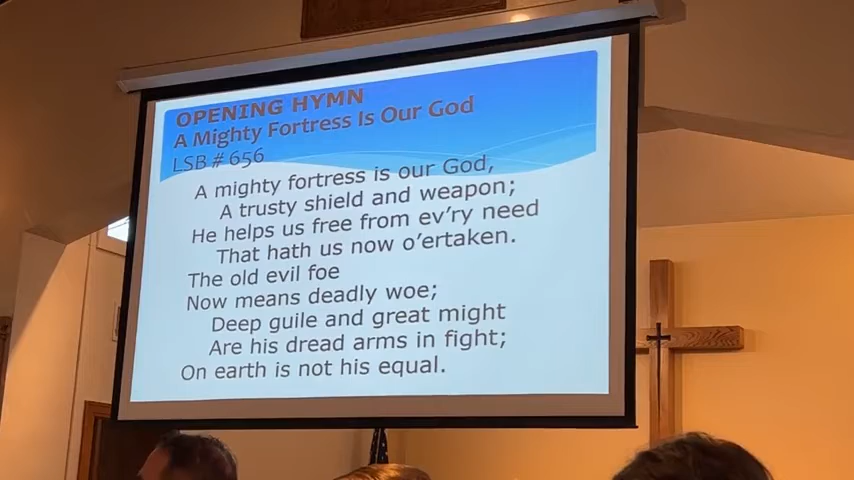 OPENING HYMN
A Mighty Fortress Is Our God
LSB # 656
A mighty fortress is our God,
A trusty shield and weapon;
He helps us free from ev'ry need
That hath us now o'ertaken.
The old evil foe
Now means deadly woe;
Deep guile and great might
Are his dread arms in fight;
On earth is not his equal.